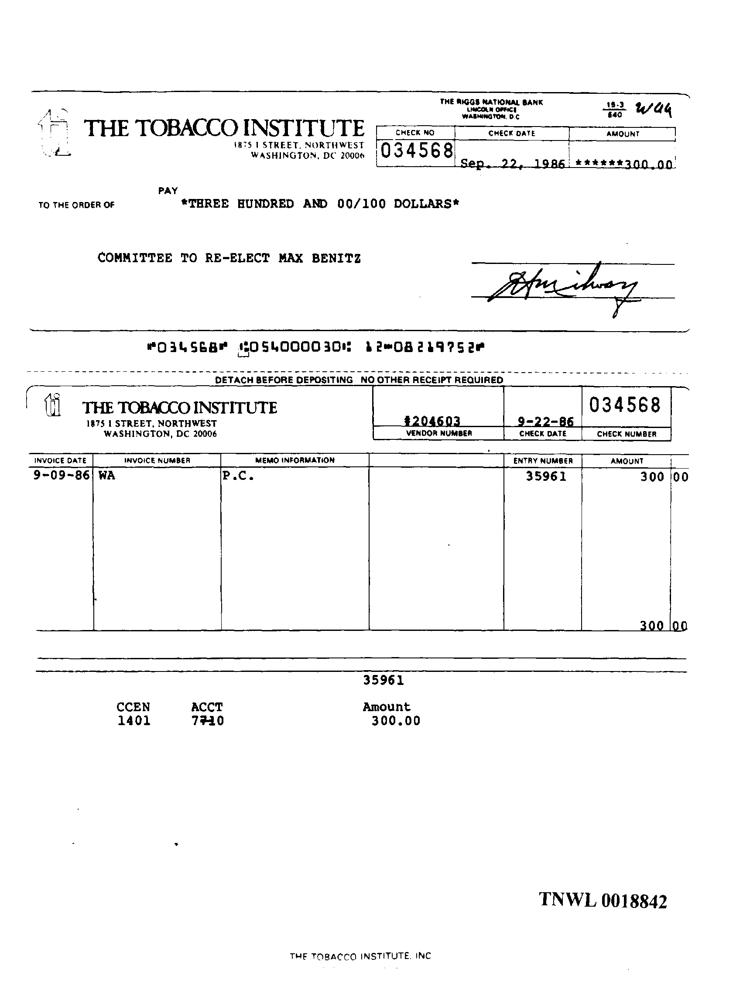 THE RIGGS NATIONAL BANK
LINCOLN OFFICE
WASHINGTON, D.C.
15-3
540
THE TOBACCO INSTITUTE
1875 I STREET, NORTHWEST
WASHINGTON, DC 20006
CHECK NO CHECK DATE AMOUNT
034568 Sep. 22, 1986 ******300.00
PAY
TO THE ORDER OF *THREE HUNDRED AND 00/100 DOLLARS*
COMMITTEE TO RE-ELECT MAX BENITZ
⑈034568⑈ ⑆054000030⑆ 12⑉08219752⑈
DETACH BEFORE DEPOSITING NO OTHER RECEIPT REQUIRED
ti THE TOBACCO INSTITUTE
1875 I STREET, NORTHWEST
WASHINGTON, DC 20006
#204603 9-22-86 034568
VENDOR NUMBER CHECK DATE CHECK NUMBER
INVOICE DATE INVOICE NUMBER MEMO INFORMATION ENTRY NUMBER AMOUNT
9-09-86 WA P.C. 35961 300 00
300 00
35961
CCEN ACCT Amount
1401 7710 300.00
TNWL 0018842
THE TOBACCO INSTITUTE, INC